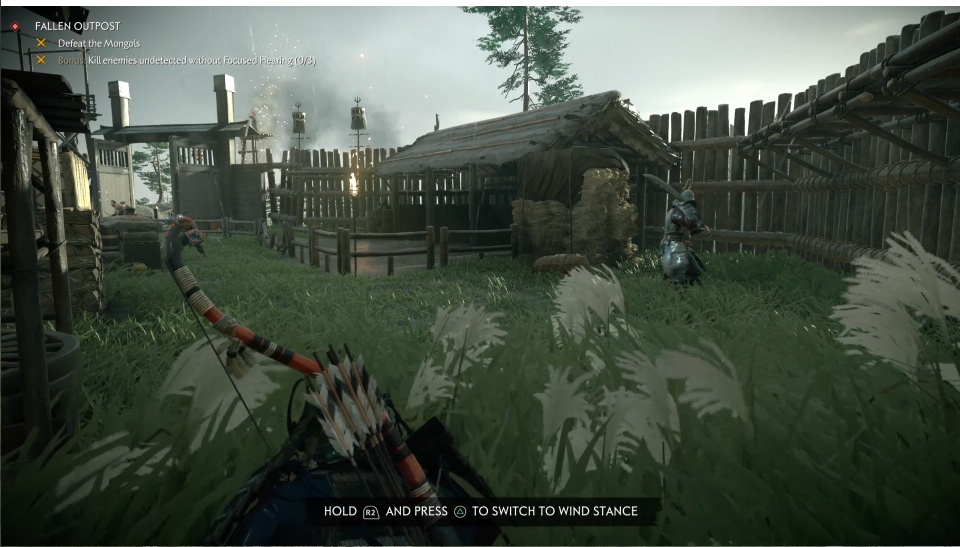 FALLEN OUTPOST
Defeat the Mongols
Bonus: Kill enemies undetected without Focused Hearing (0/3)
HOLD R2 AND PRESS TO SWITCH TO WIND STANCE